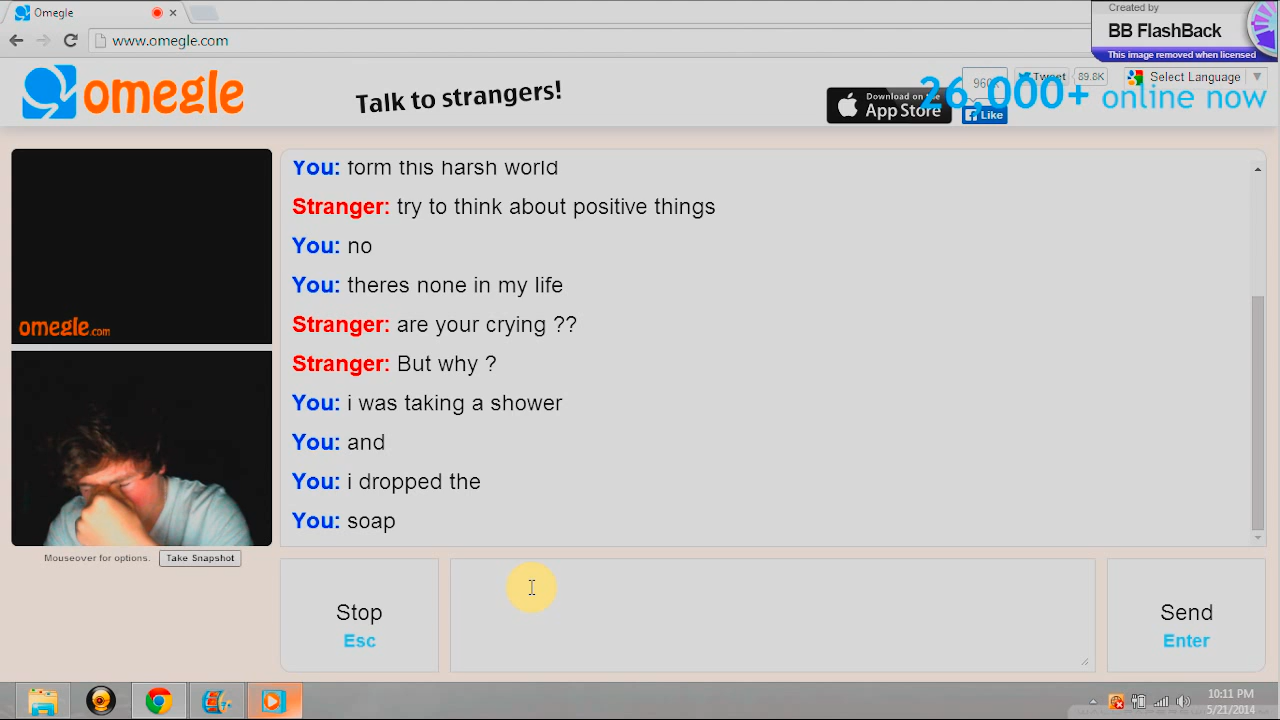 Omegle
Created by
BB FlashBack
This image removed when licensed
www.omegle.com
omegle
Talk to strangers!
Download on the
App Store
960
Tweet
89.8K
Like
Select Language
26,000+ online now
You: form this harsh world
Stranger: try to think about positive things
You: no
You: theres none in my life
Stranger: are your crying ??
Stranger: But why ?
You: i was taking a shower
You: and
You: i dropped the
You: soap
omegle.com
Mouseover for options.
Take Snapshot
Stop
Esc
Send
Enter
10:11 PM
5/21/2014